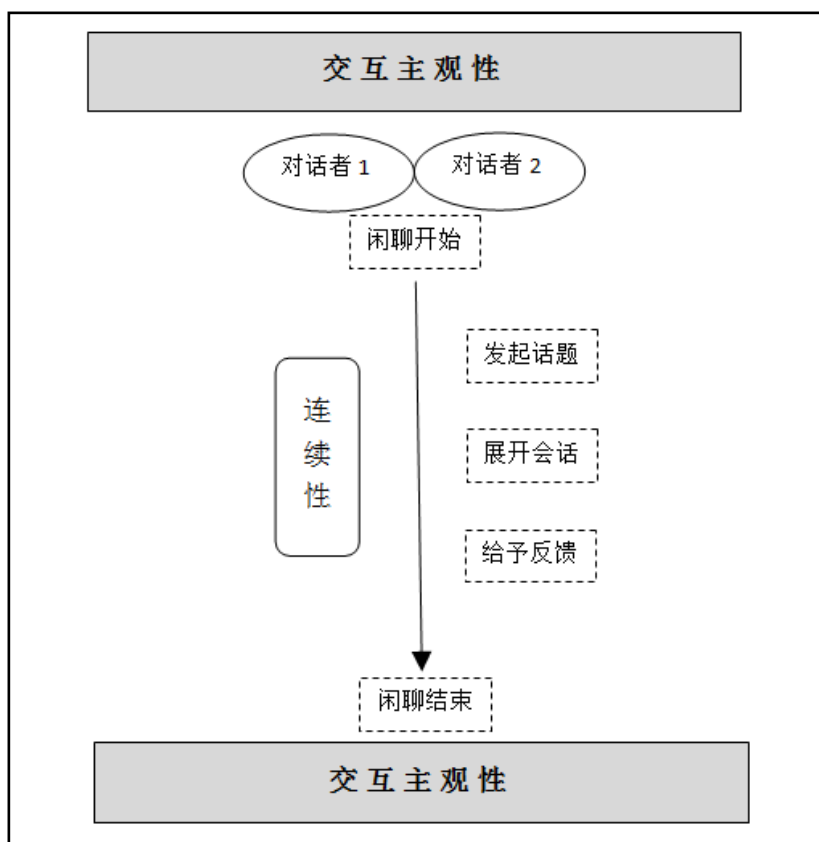 交互主观性
对话者 1
对话者 2
闲聊开始
发起话题
连
续
性
展开会话
给予反馈
闲聊结束
交互主观性